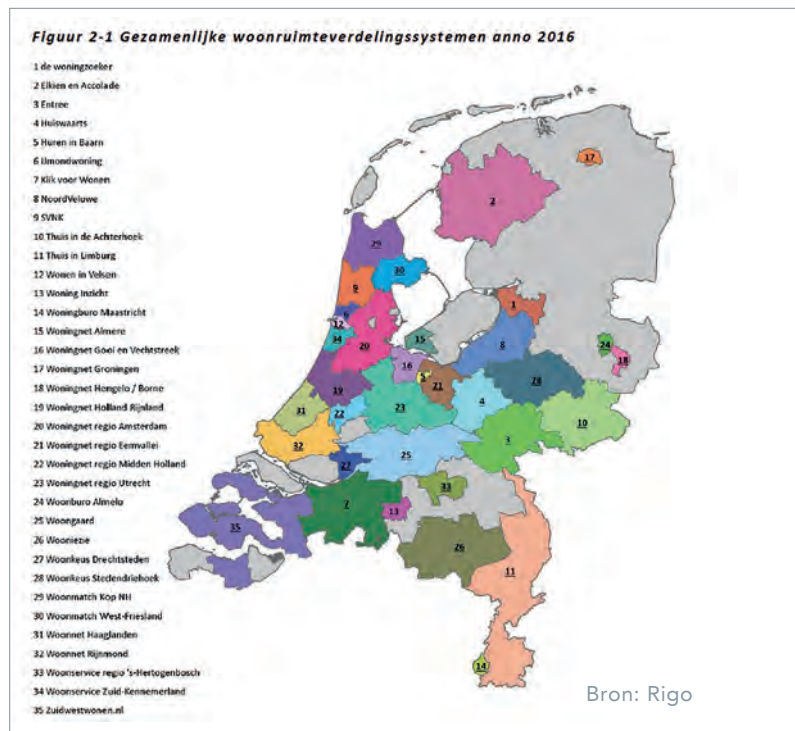 Figuur 2-1 Gezamenlijke woonruimteverdelingssystemen anno 2016
1 de woningzoeker
2 Elkien en Accolade
3 Entree
4 Huiswaarts
5 Huren in Baarn
6 IJmondwoning
7 Klik voor Wonen
8 NoordVeluwe
9 SVNK
10 Thuis in de Achterhoek
11 Thuis in Limburg
12 Wonen in Velsen
13 Woning Inzicht
14 Woningburo Maastricht
15 Woningnet Almere
16 Woningnet Gooi en Vechtstreek
17 Woningnet Groningen
18 Woningnet Hengelo / Borne
19 Woningnet Holland Rijnland
20 Woningnet regio Amsterdam
21 Woningnet regio Eemvallei
22 Woningnet regio Midden Holland
23 Woningnet regio Utrecht
24 Woonburo Almelo
25 Woongaard
26 Wooniezie
27 Woonkeus Drechtsteden
28 Woonkeus Stedendriehoek
29 Woonmatch Kop NH
30 Woonmatch West-Friesland
31 Woonnet Haaglanden
32 Woonnet Rijnmond
33 Woonservice regio 's-Hertogenbosch
34 Woonservice Zuid-Kennemerland
35 Zuidwestwonen.nl
17
2
29
30
9
1
6
12
34
20
15
8
24
18
16
5
21
28
19
4
31
22
23
10
32
3
25
27
33
7
13
35
26
11
14
Bron: Rigo